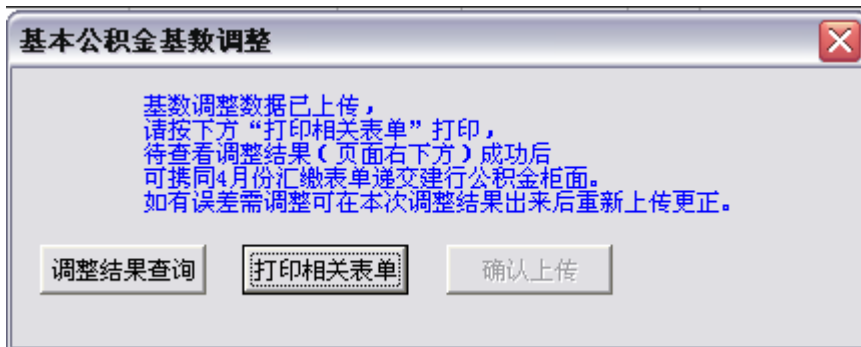 基本公积金基数调整
基数调整数据已上传，
请按下方“打印相关表单”打印，
待查看调整结果（页面右下方）成功后
可携同4月份汇缴表单递交建行公积金柜面。
如有误差需调整可在本次调整结果出来后重新上传更正。
调整结果查询 打印相关表单 确认上传